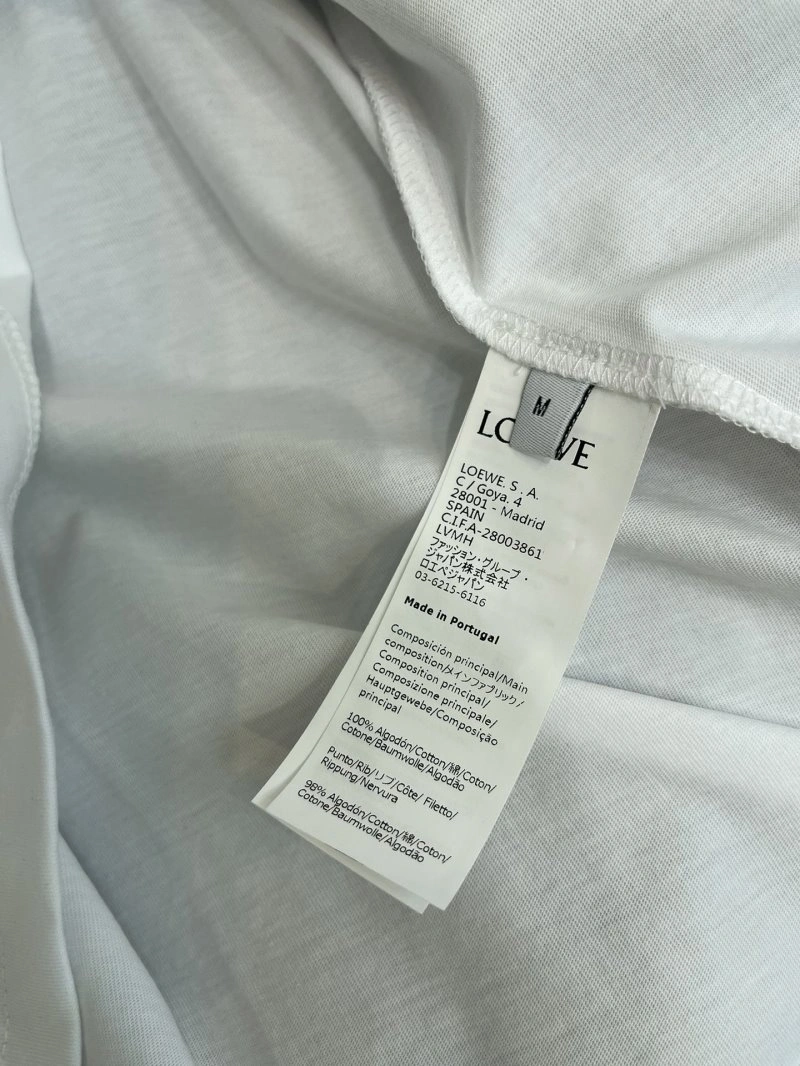 M
LOEWE
LOEWE. S . A.
C / Goya. 4
28001 - Madrid
SPAIN
C.I.F.A-28003861
LVMH
ファッション・グループ・
ジャパン株式会社
ロエベジャパン
03-6215-6116
Made in Portugal
Composición principal/Main
composition/メインファブリック/
Composition principal/
Composizione principale/
Hauptgewebe/Composição
principal
100% Algodón/Cotton/綿/Coton/
Cotone/Baumwolle/Algodão
Punto/Rib/リブ/Côte/ Filetto/
Rippung/Nervura
98% Algodón/Cotton/綿/Coton/
Cotone/Baumwolle/Algodão